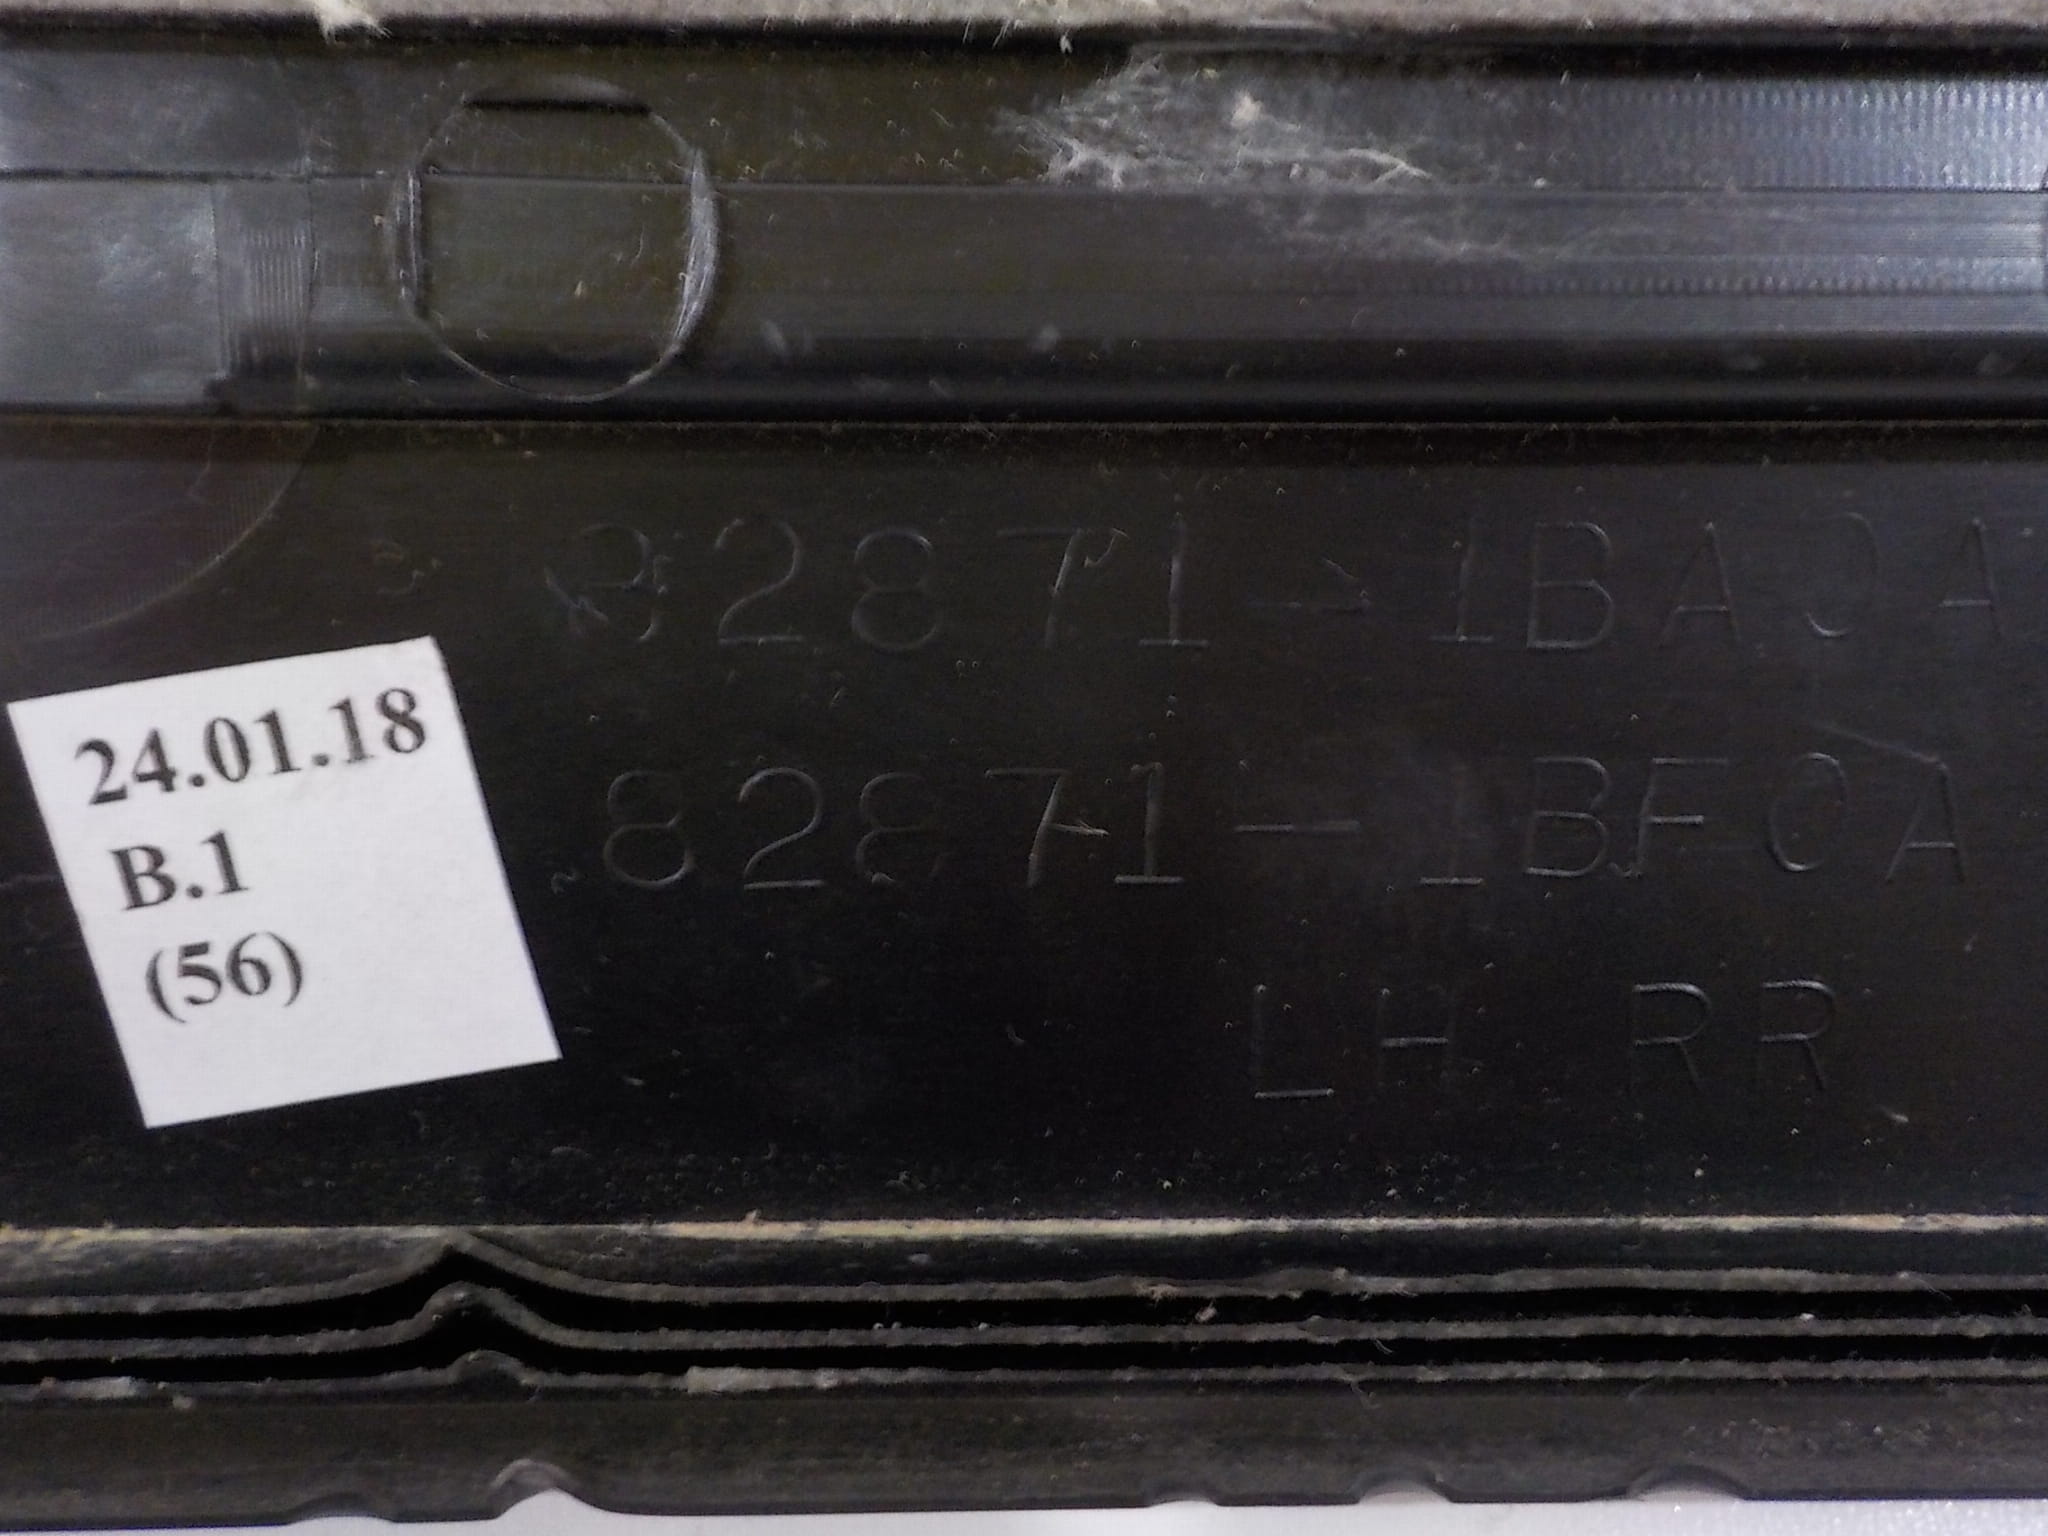 82871-1BA0A
82871-1BF0A
LH RR
24.01.18
B.1
(56)